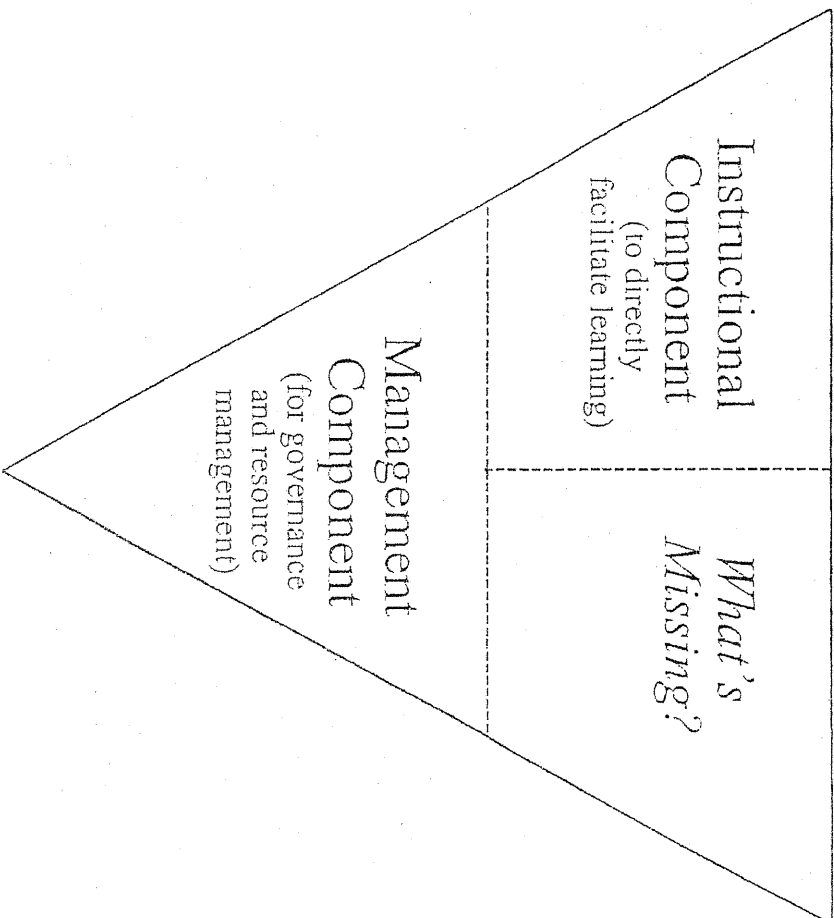 Instructional
Component
(to directly
facilitate learning)
What's
Missing?
Management
Component
(for governance
and resource
management)